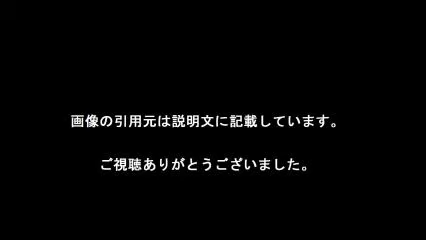 画像の引用元は説明文に記載しています。
ご視聴ありがとうございました。